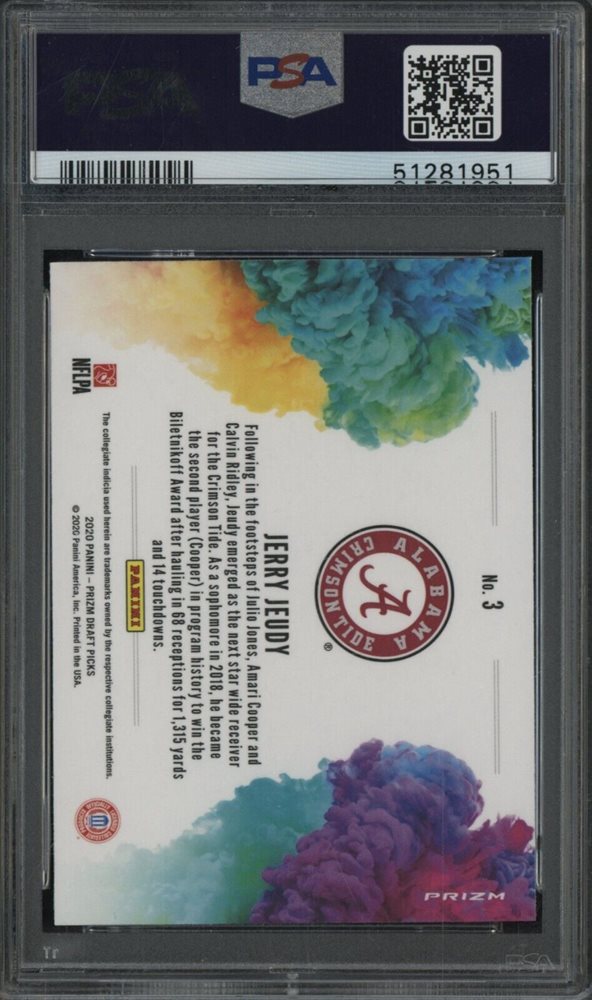 PSA
51281951
No. 3
ALABAMA
CRIMSON TIDE
A
®
JERRY JEUDY
Following in the footsteps of Julio Jones, Amari Cooper and
Calvin Ridley, Jeudy emerged as the next star wide receiver
for the Crimson Tide. As a sophomore in 2018, he became
the second player (Cooper) in program history to win the
Biletnikoff Award after hauling in 68 receptions for 1,315 yards
and 14 touchdowns.
PANINI
The collegiate indicia used herein are trademarks owned by the respective collegiate institutions.
2020 PANINI – PRIZM DRAFT PICKS
© 2020 Panini America, Inc. Printed in the USA.
NFLPA
PRIZM
PSA